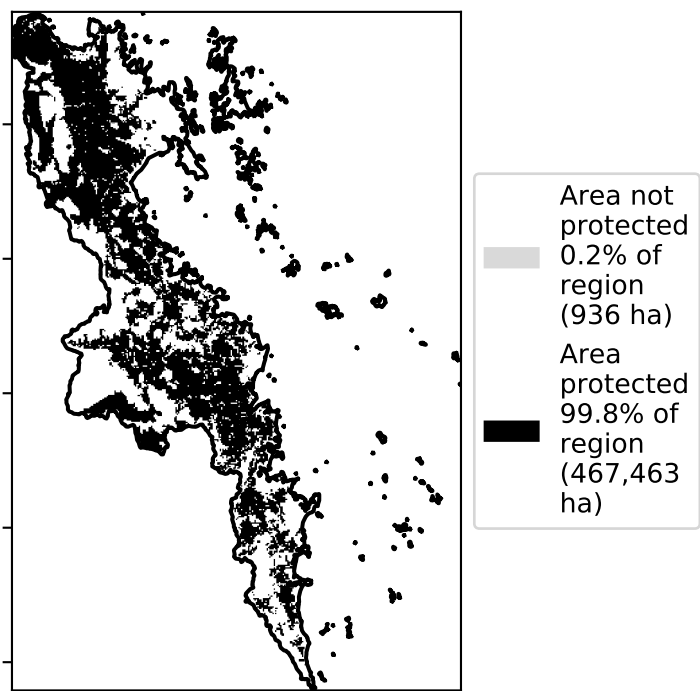 Area not
protected
0.2% of
region
(936 ha)
Area
protected
99.8% of
region
(467,463
ha)